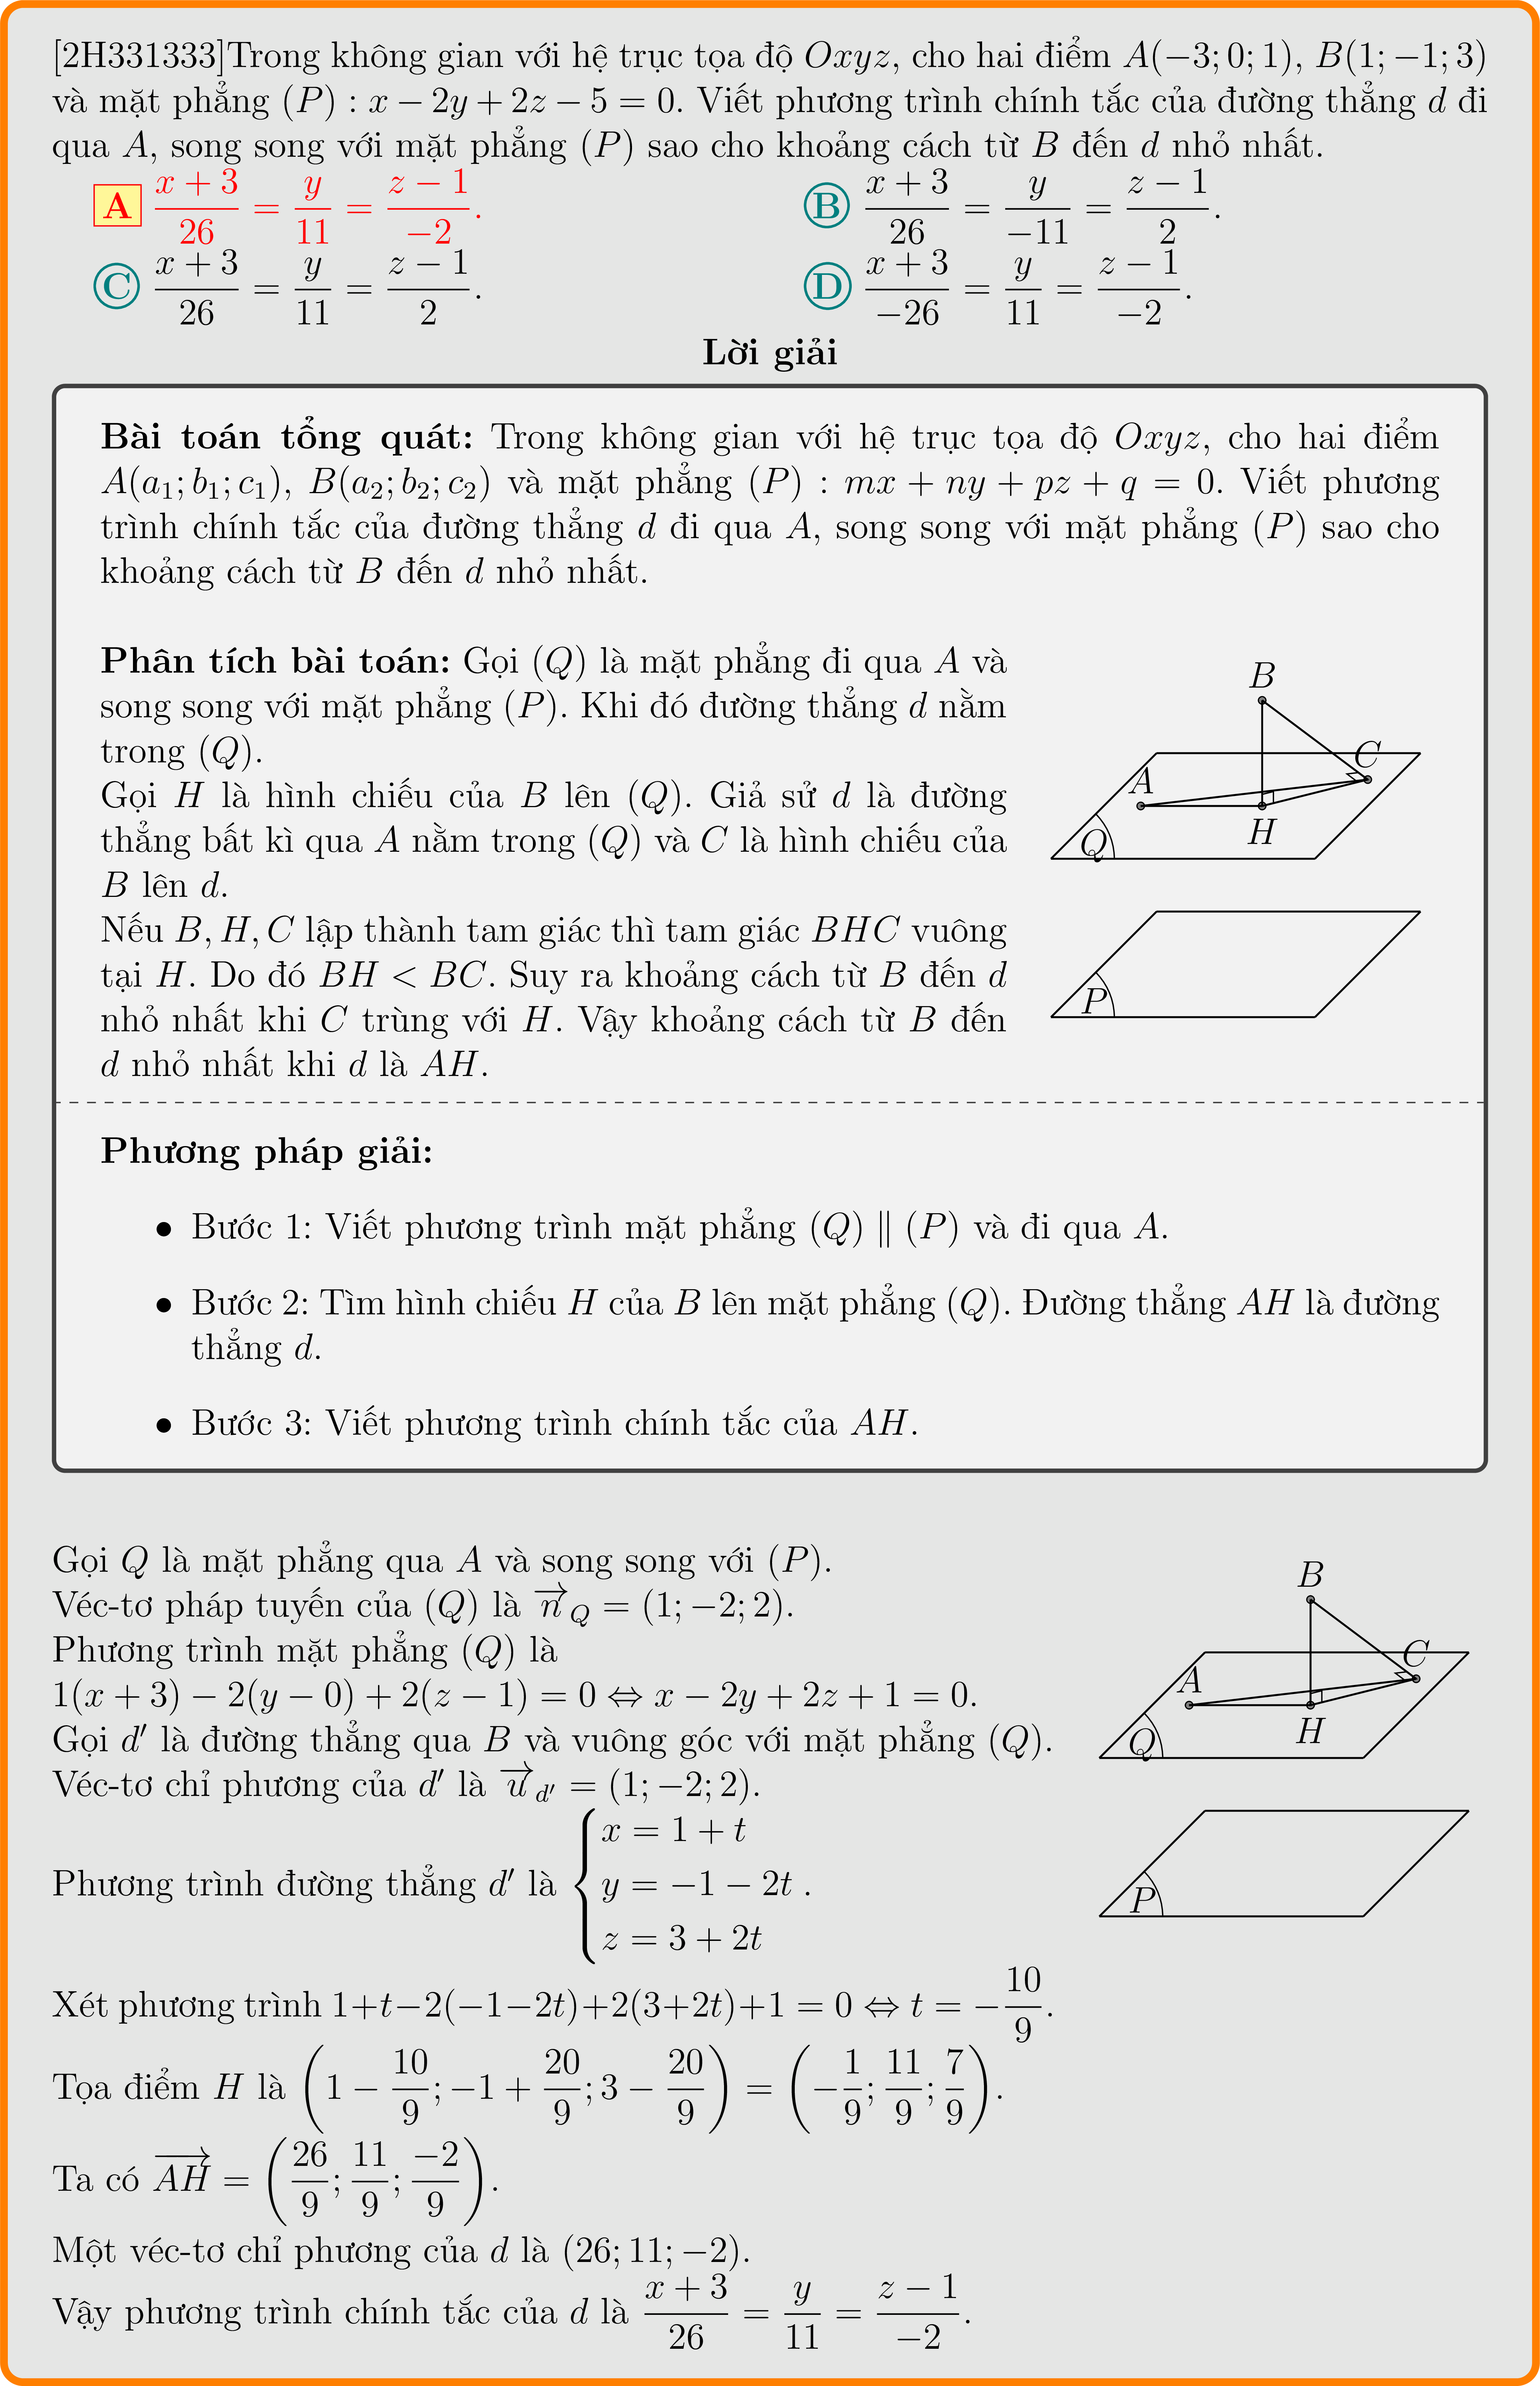 [2H331333]Trong không gian với hệ trục tọa độ Oxyz, cho hai điểm A(−3; 0; 1), B(1; −1; 3)
và mặt phẳng (P) : x − 2y + 2z − 5 = 0. Viết phương trình chính tắc của đường thẳng d đi
qua A, song song với mặt phẳng (P) sao cho khoảng cách từ B đến d nhỏ nhất.
A \frac{x + 3}{26} = \frac{y}{11} = \frac{z − 1}{−2}.
B \frac{x + 3}{26} = \frac{y}{−11} = \frac{z − 1}{2}.
C \frac{x + 3}{26} = \frac{y}{11} = \frac{z − 1}{2}.
D \frac{x + 3}{−26} = \frac{y}{11} = \frac{z − 1}{−2}.
Lời giải
Bài toán tổng quát: Trong không gian với hệ trục tọa độ Oxyz, cho hai điểm
A(a₁; b₁; c₁), B(a₂; b₂; c₂) và mặt phẳng (P) : mx + ny + pz + q = 0. Viết phương
trình chính tắc của đường thẳng d đi qua A, song song với mặt phẳng (P) sao cho
khoảng cách từ B đến d nhỏ nhất.
Phân tích bài toán: Gọi (Q) là mặt phẳng đi qua A và
song song với mặt phẳng (P). Khi đó đường thẳng d nằm
trong (Q).
Gọi H là hình chiếu của B lên (Q). Giả sử d là đường
thẳng bất kì qua A nằm trong (Q) và C là hình chiếu của
B lên d.
Nếu B, H, C lập thành tam giác thì tam giác BHC vuông
tại H. Do đó BH < BC. Suy ra khoảng cách từ B đến d
nhỏ nhất khi C trùng với H. Vậy khoảng cách từ B đến
d nhỏ nhất khi d là AH.
B
C
A
H
Q
P
Phương pháp giải:
• Bước 1: Viết phương trình mặt phẳng (Q) ∥ (P) và đi qua A.
• Bước 2: Tìm hình chiếu H của B lên mặt phẳng (Q). Đường thẳng AH là đường
thẳng d.
• Bước 3: Viết phương trình chính tắc của AH.
Gọi Q là mặt phẳng qua A và song song với (P).
Véc-tơ pháp tuyến của (Q) là \overrightarrow{n}_Q = (1; −2; 2).
Phương trình mặt phẳng (Q) là
1(x + 3) − 2(y − 0) + 2(z − 1) = 0 ⇔ x − 2y + 2z + 1 = 0.
Gọi d′ là đường thẳng qua B và vuông góc với mặt phẳng (Q).
Véc-tơ chỉ phương của d′ là \overrightarrow{u}_{d′} = (1; −2; 2).
x = 1 + t
Phương trình đường thẳng d′ là { y = −1 − 2t .
z = 3 + 2t
B
C
A
H
Q
P
Xét phương trình 1+t−2(−1−2t)+2(3+2t)+1 = 0 ⇔ t = −\frac{10}{9}.
Tọa điểm H là (1 − \frac{10}{9}; −1 + \frac{20}{9}; 3 − \frac{20}{9}) = (−\frac{1}{9}; \frac{11}{9}; \frac{7}{9}).
Ta có \overrightarrow{AH} = (\frac{26}{9}; \frac{11}{9}; \frac{−2}{9}).
Một véc-tơ chỉ phương của d là (26; 11; −2).
Vậy phương trình chính tắc của d là \frac{x + 3}{26} = \frac{y}{11} = \frac{z − 1}{−2}.